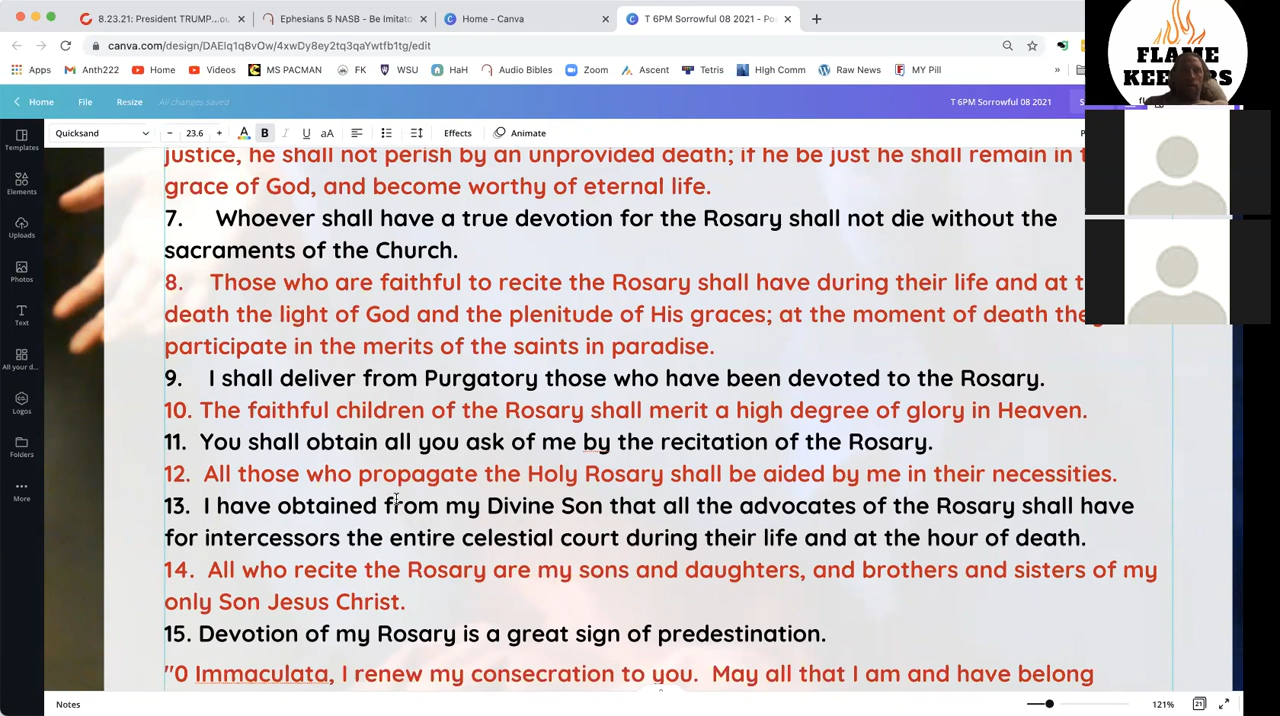 8.23.21: President TRUMP...ou
Ephesians 5 NASB - Be Imitato
Home - Canva
T 6PM Sorrowful 08 2021 - Po
canva.com/design/DAElq1q8vOw/4xwDy8ey2tq3qaYwtfb1tg/edit
Apps Anth222 Home Videos MS PACMAN FK WSU HaH Audio Bibles Zoom Ascent Tetris HIgh Comm Raw News MY Pill »
FLAME
KEEPERS
Home File Resize All changes saved T 6PM Sorrowful 08 2021
Quicksand – 23.6 + A B I U aA Effects Animate
Templates
Elements
Uploads
Photos
Text
All your d...
Logos
Folders
More
justice, he shall not perish by an unprovided death; if he be just he shall remain in
grace of God, and become worthy of eternal life.
7. Whoever shall have a true devotion for the Rosary shall not die without the
sacraments of the Church.
8. Those who are faithful to recite the Rosary shall have during their life and at
death the light of God and the plenitude of His graces; at the moment of death they
participate in the merits of the saints in paradise.
9. I shall deliver from Purgatory those who have been devoted to the Rosary.
10. The faithful children of the Rosary shall merit a high degree of glory in Heaven.
11. You shall obtain all you ask of me by the recitation of the Rosary.
12. All those who propagate the Holy Rosary shall be aided by me in their necessities.
13. I have obtained from my Divine Son that all the advocates of the Rosary shall have
for intercessors the entire celestial court during their life and at the hour of death.
14. All who recite the Rosary are my sons and daughters, and brothers and sisters of my
only Son Jesus Christ.
15. Devotion of my Rosary is a great sign of predestination.
"0 Immaculata, I renew my consecration to you. May all that I am and have belong
Notes 121% 21